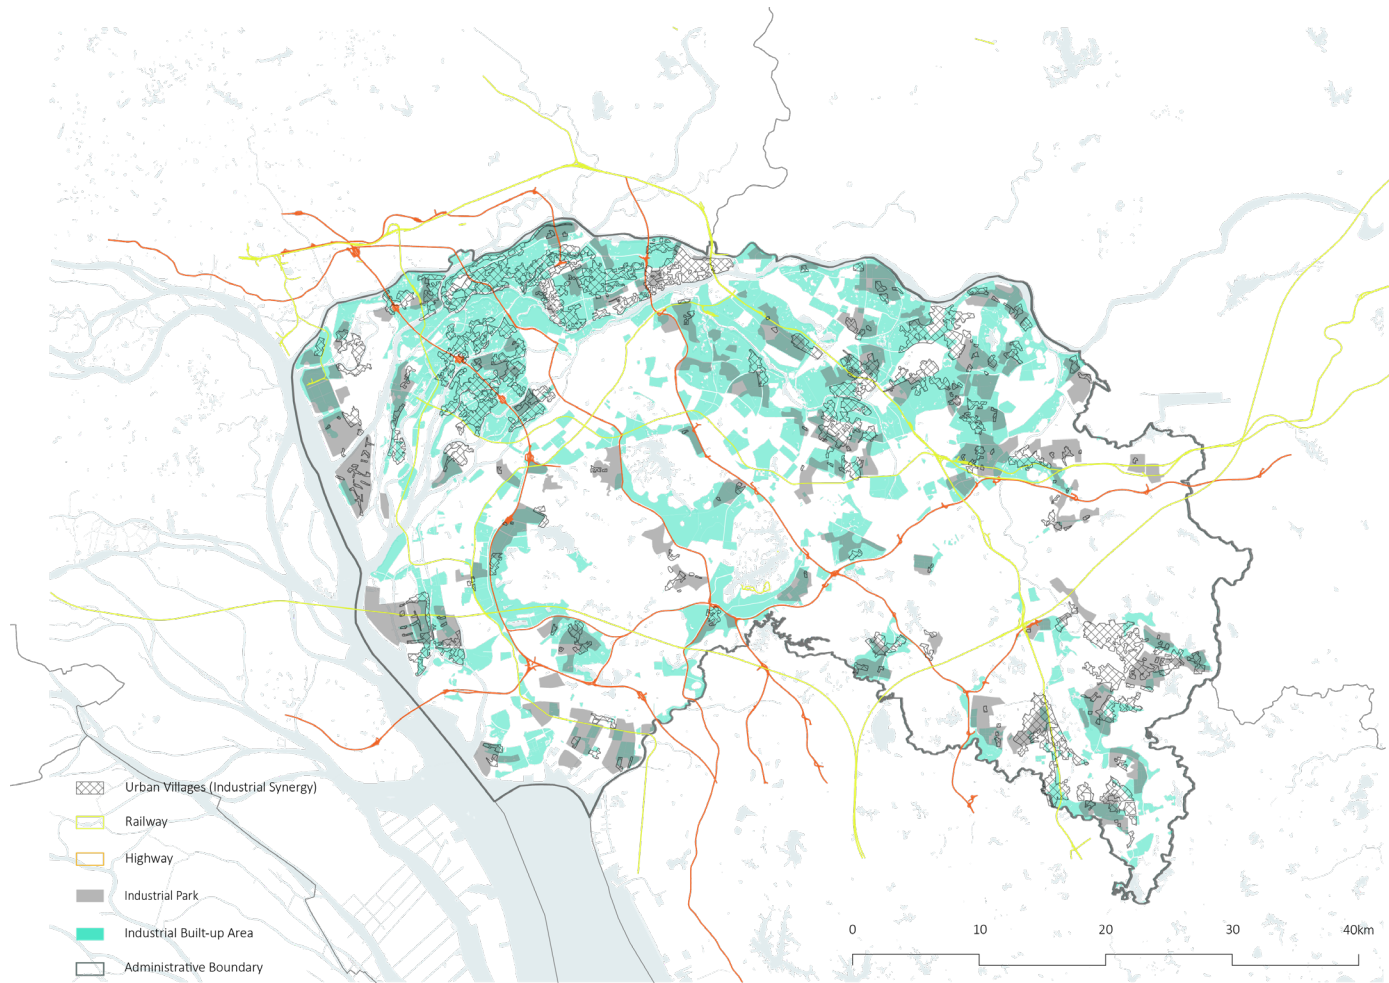 Urban Villages (Industrial Synergy)
Railway
Highway
Industrial Park
Industrial Built-up Area
Administrative Boundary
0 10 20 30 40km